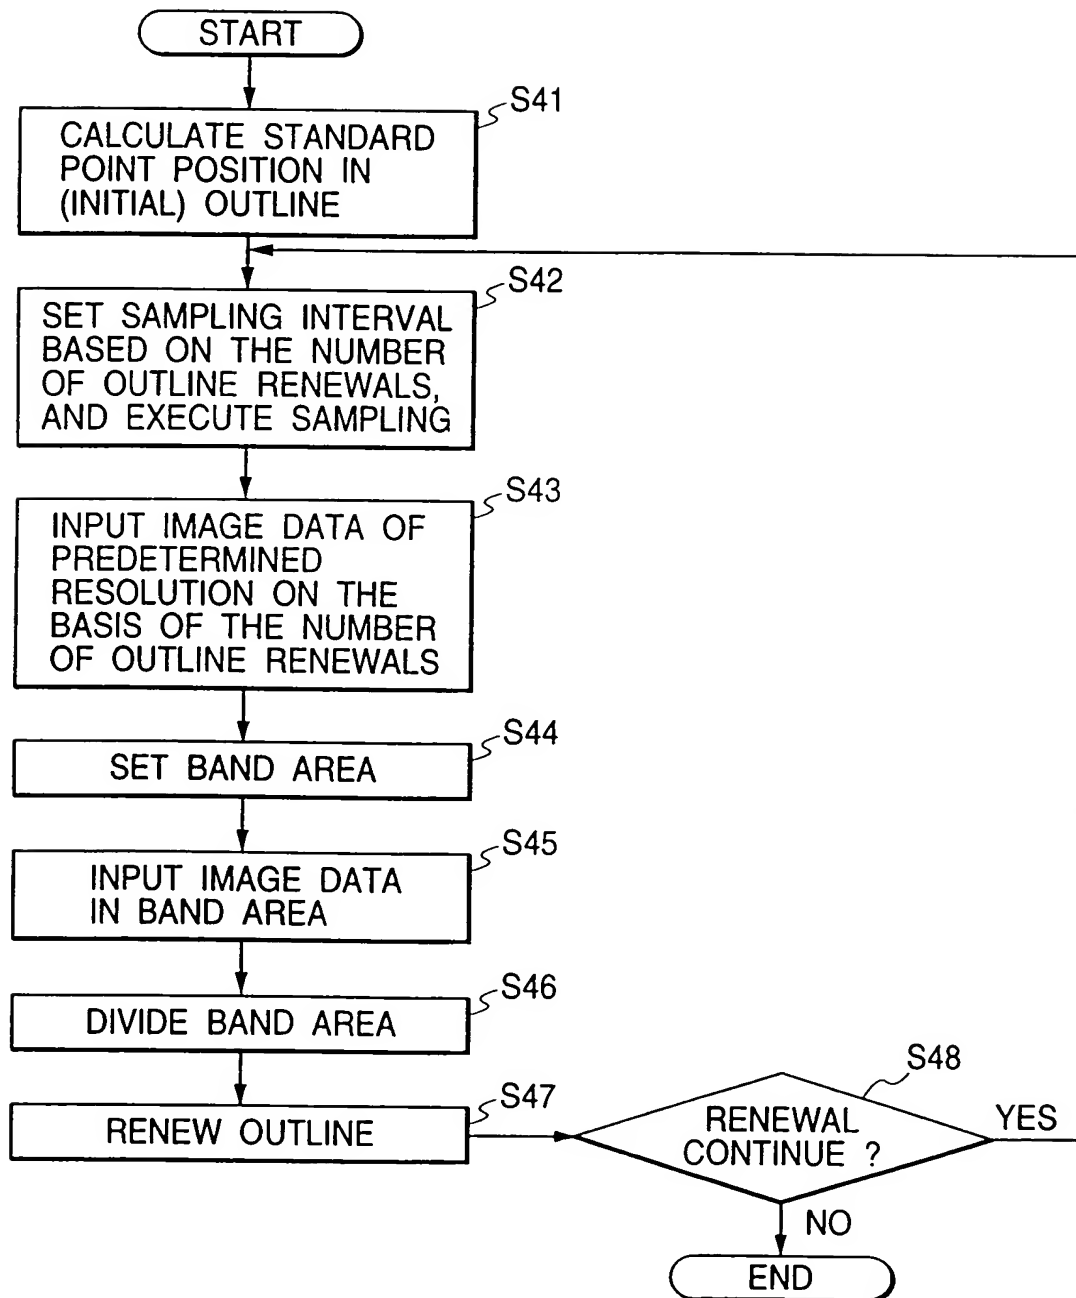 START
S41
CALCULATE STANDARD
POINT POSITION IN
(INITIAL) OUTLINE
S42
SET SAMPLING INTERVAL
BASED ON THE NUMBER
OF OUTLINE RENEWALS,
AND EXECUTE SAMPLING
S43
INPUT IMAGE DATA OF
PREDETERMINED
RESOLUTION ON THE
BASIS OF THE NUMBER
OF OUTLINE RENEWALS
S44
SET BAND AREA
S45
INPUT IMAGE DATA
IN BAND AREA
S46
DIVIDE BAND AREA
S47
RENEW OUTLINE
S48
RENEWAL
CONTINUE ?
YES
NO
END